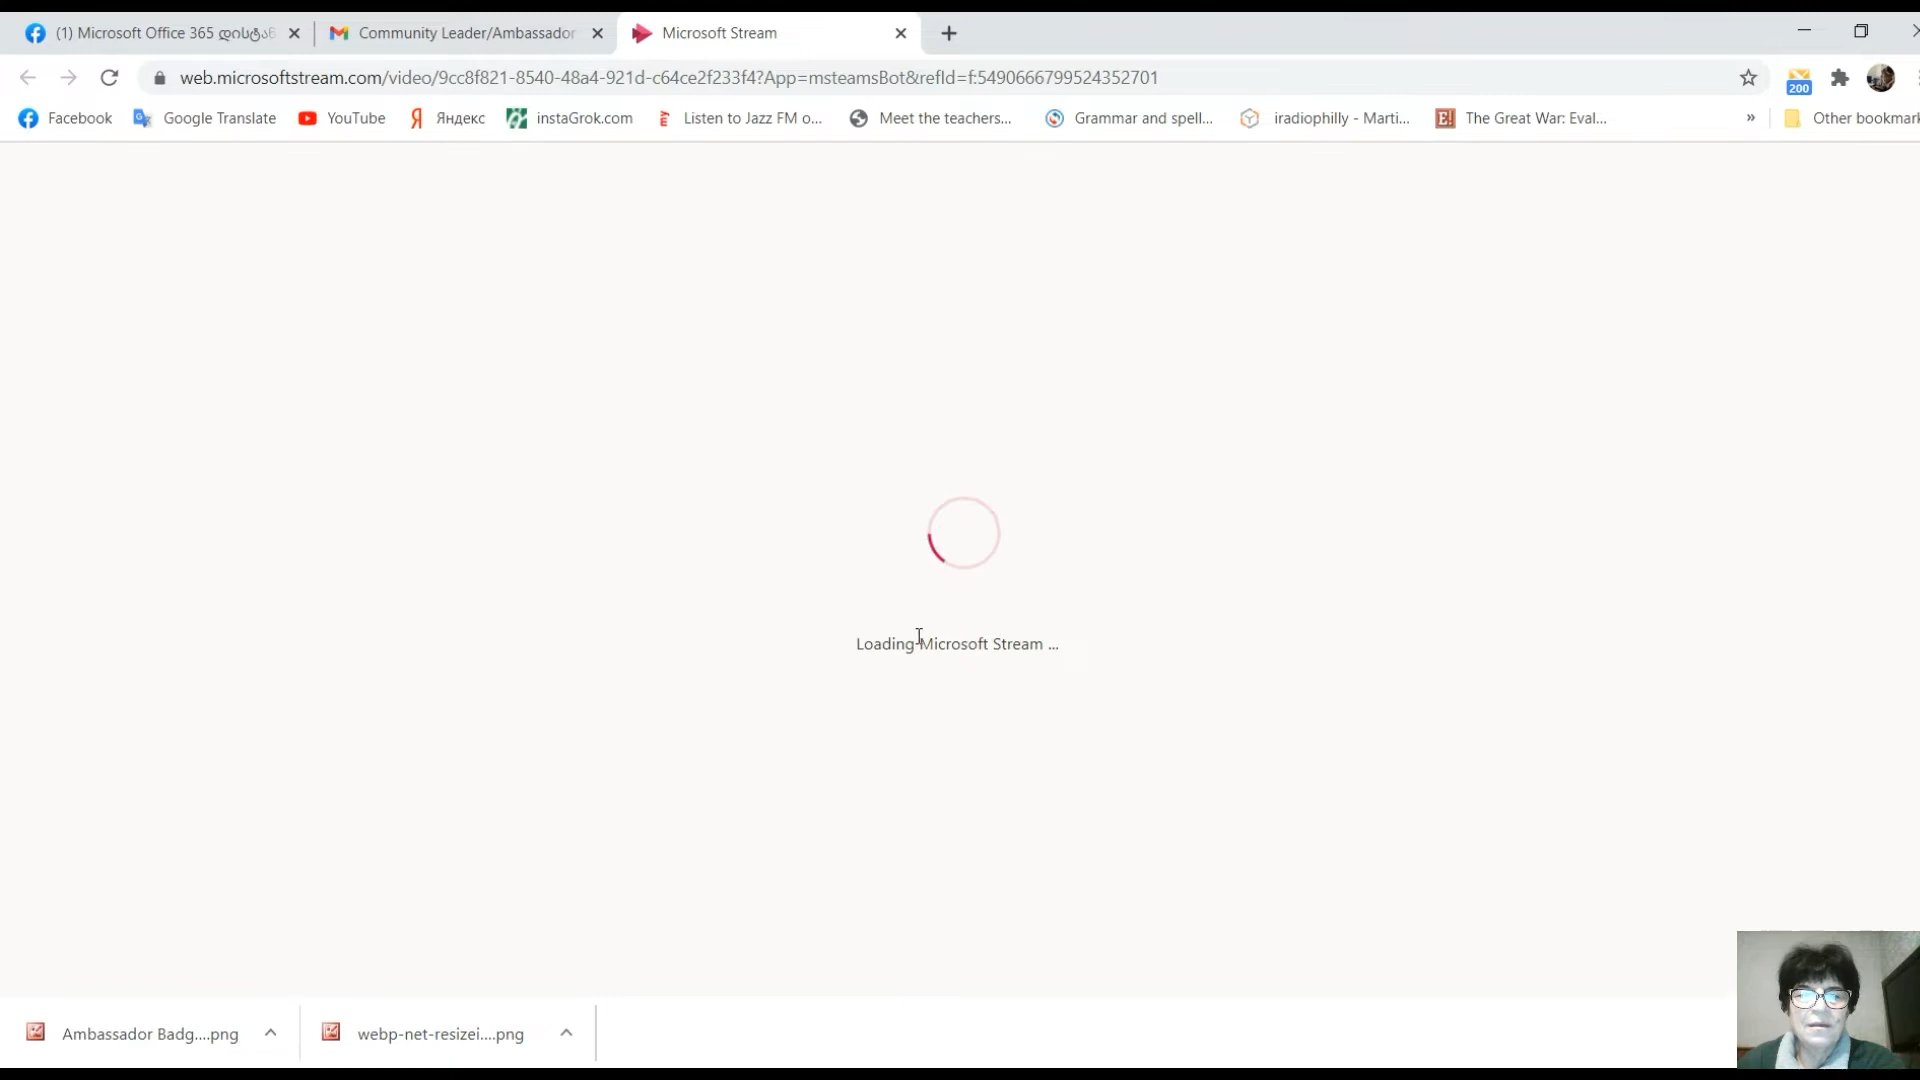 (1) Microsoft Office 365 დისტან
Community Leader/Ambassador
Microsoft Stream
web.microsoftstream.com/video/9cc8f821-8540-48a4-921d-c64ce2f233f4?App=msteamsBot&refId=f:5490666799524352701
200
Facebook
Google Translate
YouTube
Яндекс
instaGrok.com
Listen to Jazz FM o...
Meet the teachers...
Grammar and spell...
iradiophilly - Marti...
The Great War: Eval...
»
Other bookmark
Loading Microsoft Stream ...
Ambassador Badg....png
webp-net-resizei....png